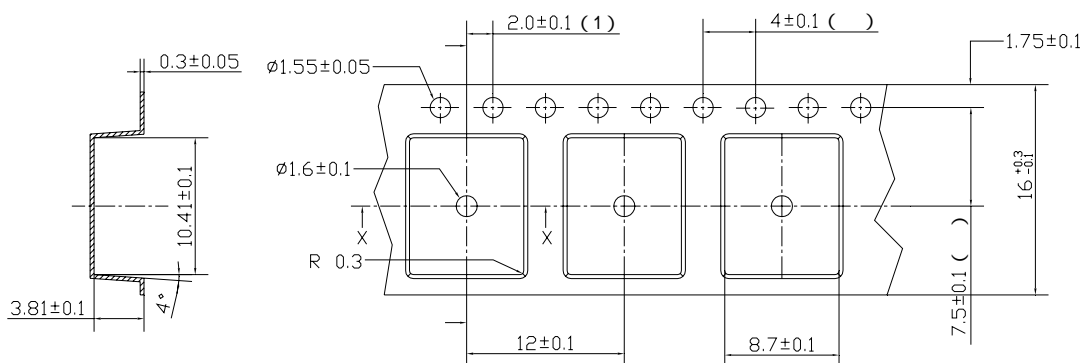 2.0±0.1 (1)
4±0.1 ( )
1.75±0.1
0.3±0.05
Ø1.55±0.05
Ø1.6±0.1
10.41±0.1
16 +0.3 -0.1
X
X
R 0.3
7.5±0.1 ( )
3.81±0.1
4°
12±0.1
8.7±0.1